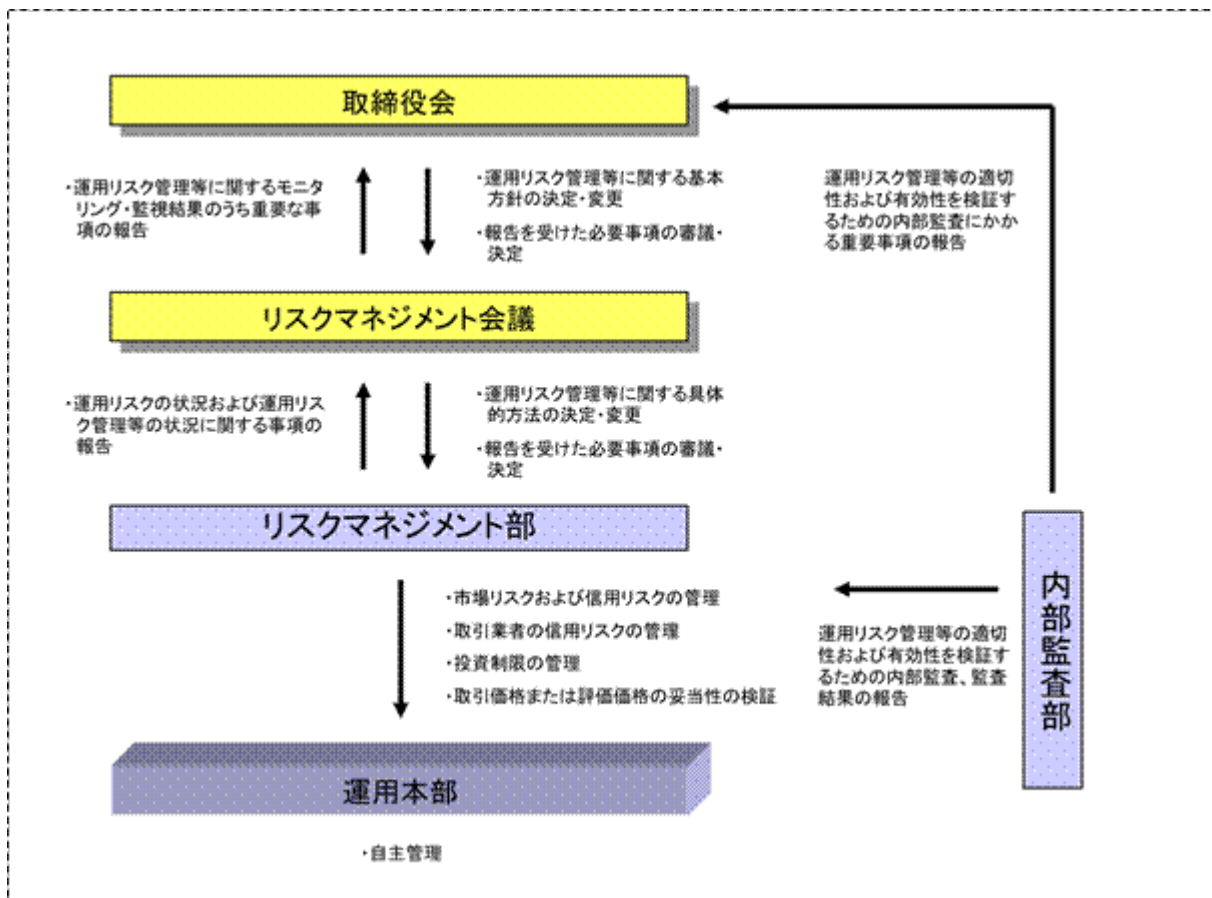 取締役会
・運用リスク管理等に関するモニ
タリング・監視結果のうち重要な事
項の報告
・運用リスク管理等に関する基本
方針の決定・変更
・報告を受けた必要事項の審議・
決定
運用リスク管理等の適切
性および有効性を検証す
るための内部監査にかか
る重要事項の報告
リスクマネジメント会議
・運用リスクの状況および運用リス
ク管理等の状況に関する事項の
報告
・運用リスク管理等に関する具体
的方法の決定・変更
・報告を受けた必要事項の審議・
決定
リスクマネジメント部
・市場リスクおよび信用リスクの管理
・取引業者の信用リスクの管理
・投資制限の管理
・取引価格または評価価格の妥当性の検証
運用リスク管理等の適切
性および有効性を検証す
るための内部監査、監査
結果の報告
内部監査部
運用本部
・自主管理